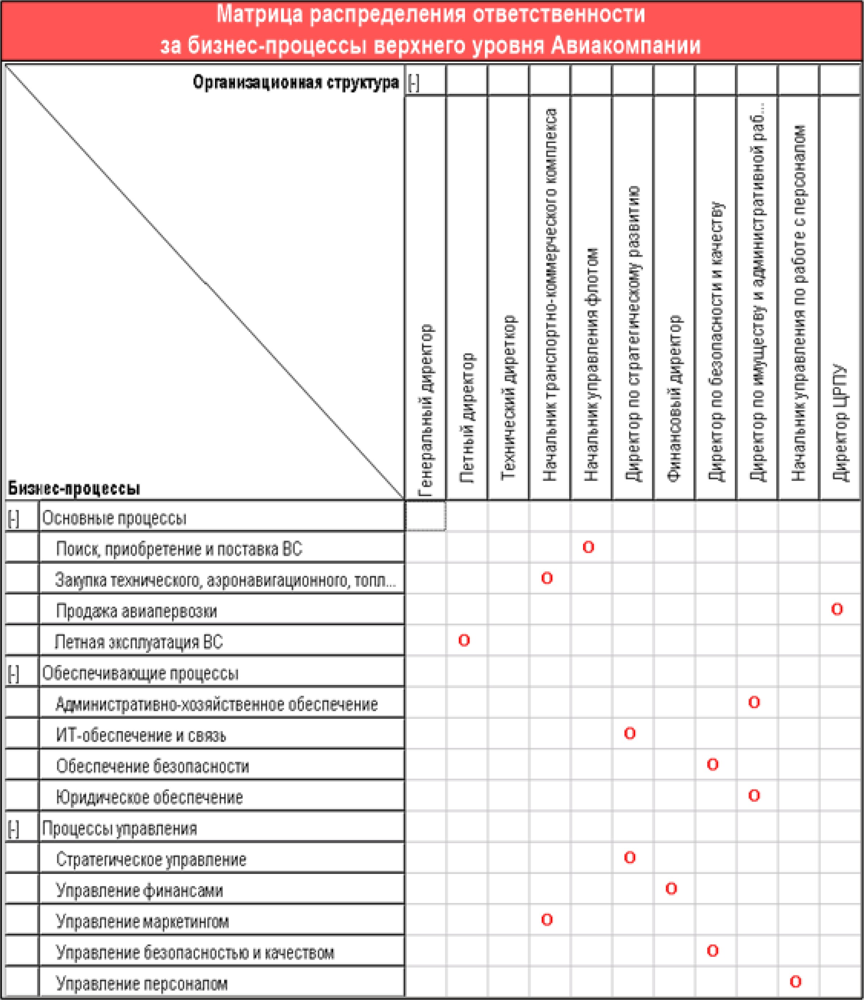 Матрица распределения ответственности
за бизнес-процессы верхнего уровня Авиакомпании
Организационная структура
[-]
Генеральный директор
Летный директор
Технический диреткор
Начальник транспортно-коммерческого комплекса
Начальник управления флотом
Директор по стратегическому развитию
Финансовый директор
Директор по безопасности и качеству
Директор по имуществу и административной раб...
Начальник управления по работе с персоналом
Директор ЦРПУ
Бизнес-процессы
[-] Основные процессы
Поиск, приобретение и поставка ВС О
Закупка технического, аэронавигационного, топл... О
Продажа авиапервозки О
Летная эксплуатация ВС О
[-] Обеспечивающие процессы
Административно-хозяйственное обеспечение О
ИТ-обеспечение и связь О
Обеспечение безопасности О
Юридическое обеспечение О
[-] Процессы управления
Стратегическое управление О
Управление финансами О
Управление маркетингом О
Управление безопасностью и качеством О
Управление персоналом О